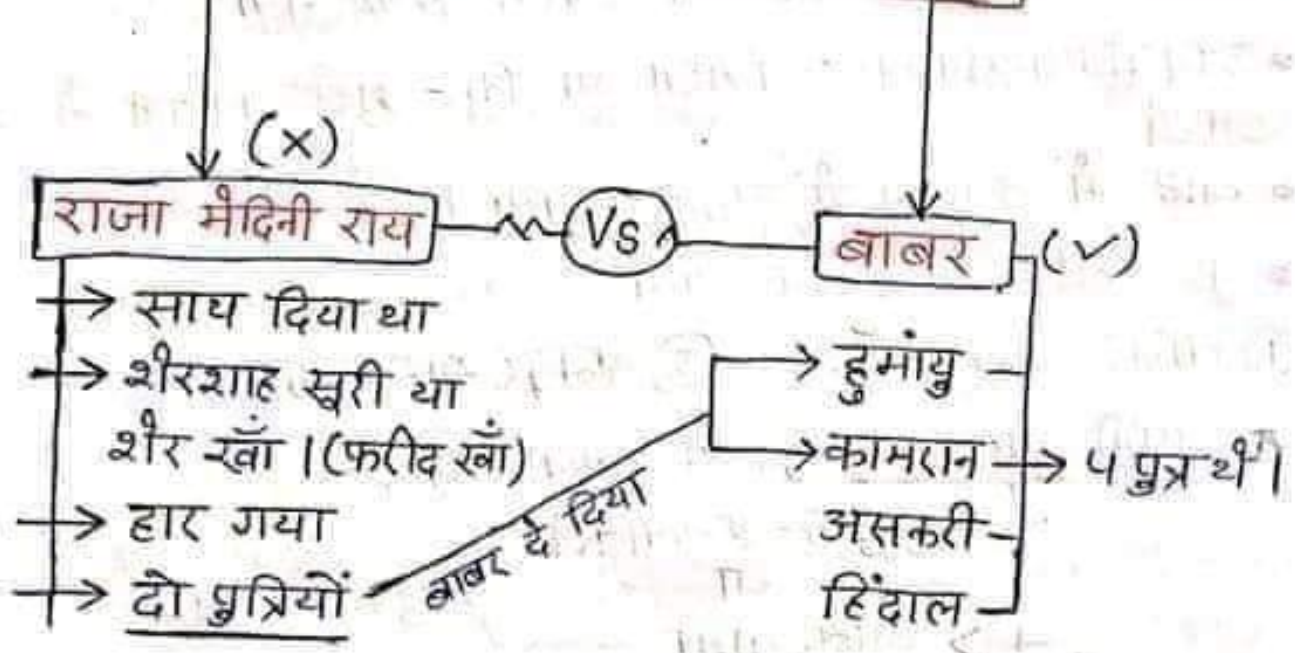 (x)
राजा मेदिनी राय Vs बाबर (✓)
→ साथ दिया था
→ शेरशाह सूरी था
शेर खाँ । (फरीद खाँ)
→ हार गया
→ दो पुत्रियों
बाबर दे दिया
→ हुमांयु
→ कामरान → 4 पुत्र थे।
असकरी
हिंदाल